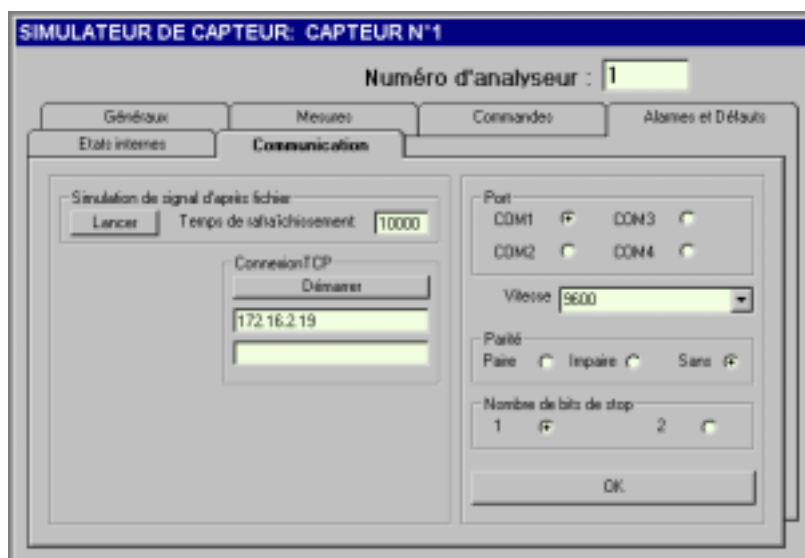 SIMULATEUR DE CAPTEUR: CAPTEUR N°1
Numéro d'analyseur : 1
Généraux Mesures Commandes Alarmes et Défauts
Etats internes Communication
Simulation de signal d'après fichier
Lancer Temps de rafraîchissement 10000
ConnexionTCP
Démarrer
172.16.2.19
Port
COM1 COM3
COM2 COM4
Vitesse 9600
Parité
Paire Impaire Sans
Nombre de bits de stop
1 2
OK